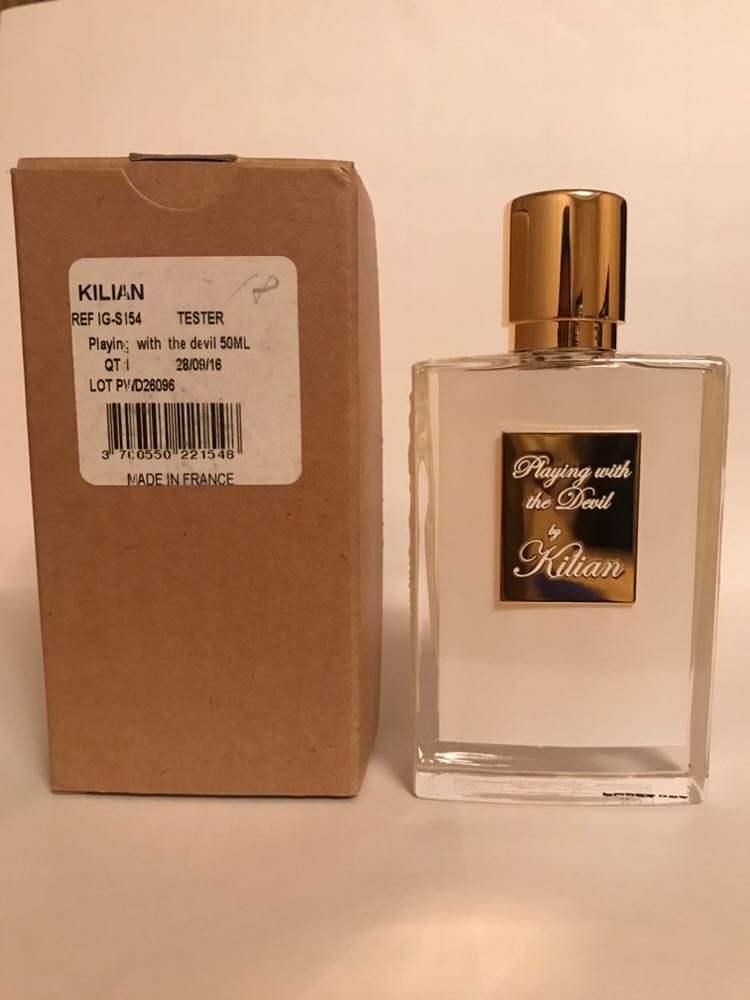 KILIAN
REF IG-S154 TESTER
Playing with the devil 50ML
QT 1 28/09/16
LOT PWD26096
3 700550 221548
MADE IN FRANCE
Playing with
the Devil
by
Kilian